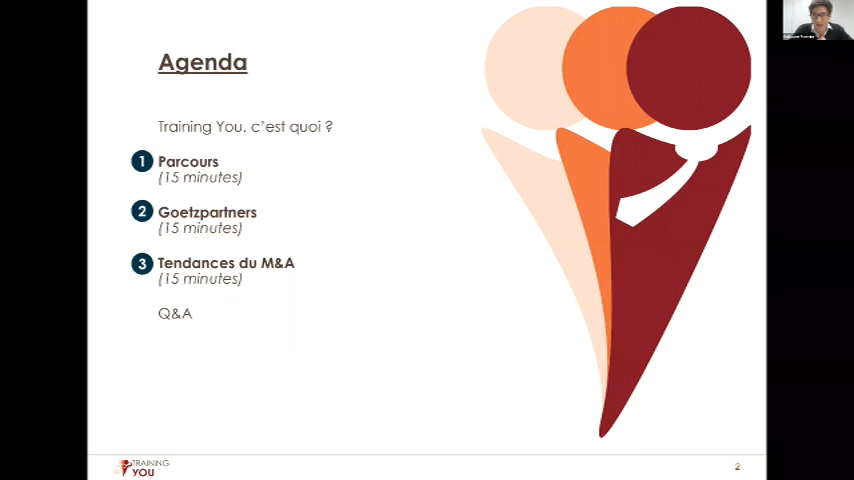 Agenda
Training You, c'est quoi ?
1 Parcours
(15 minutes)
2 Goetzpartners
(15 minutes)
3 Tendances du M&A
(15 minutes)
Q&A
TRAINING
YOU
2